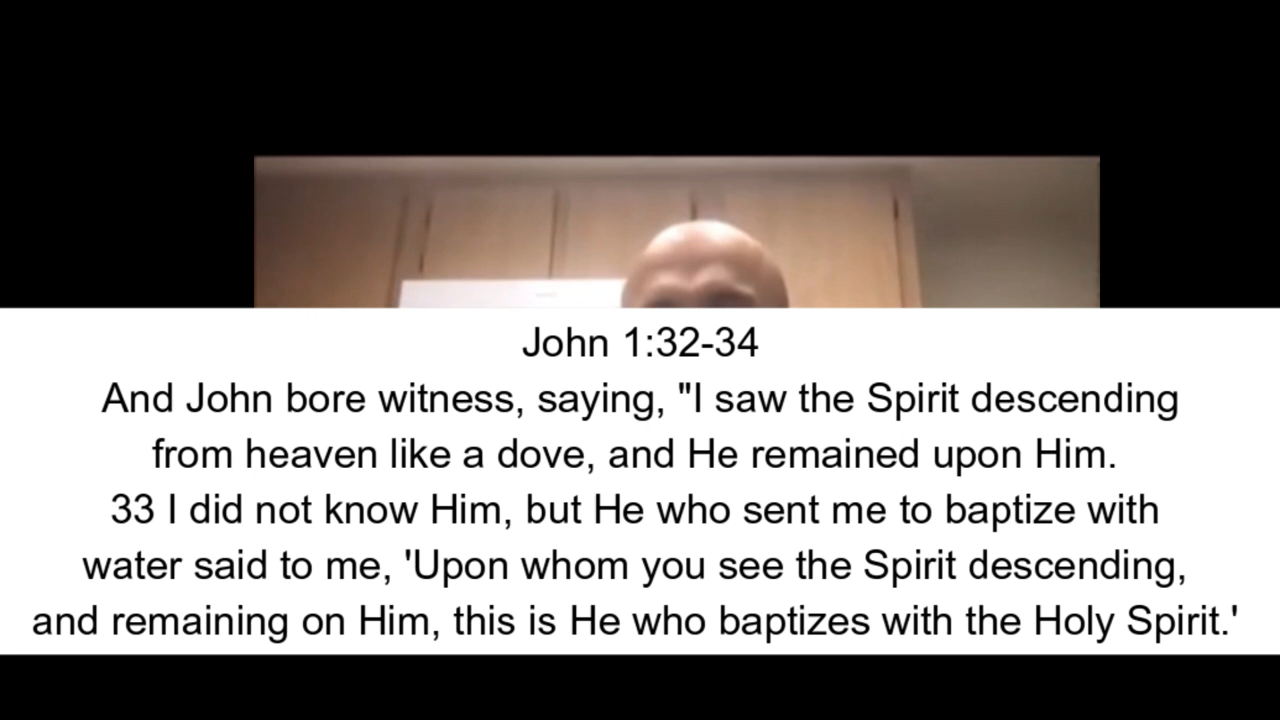 John 1:32-34
And John bore witness, saying, "I saw the Spirit descending
from heaven like a dove, and He remained upon Him.
33 I did not know Him, but He who sent me to baptize with
water said to me, 'Upon whom you see the Spirit descending,
and remaining on Him, this is He who baptizes with the Holy Spirit.'